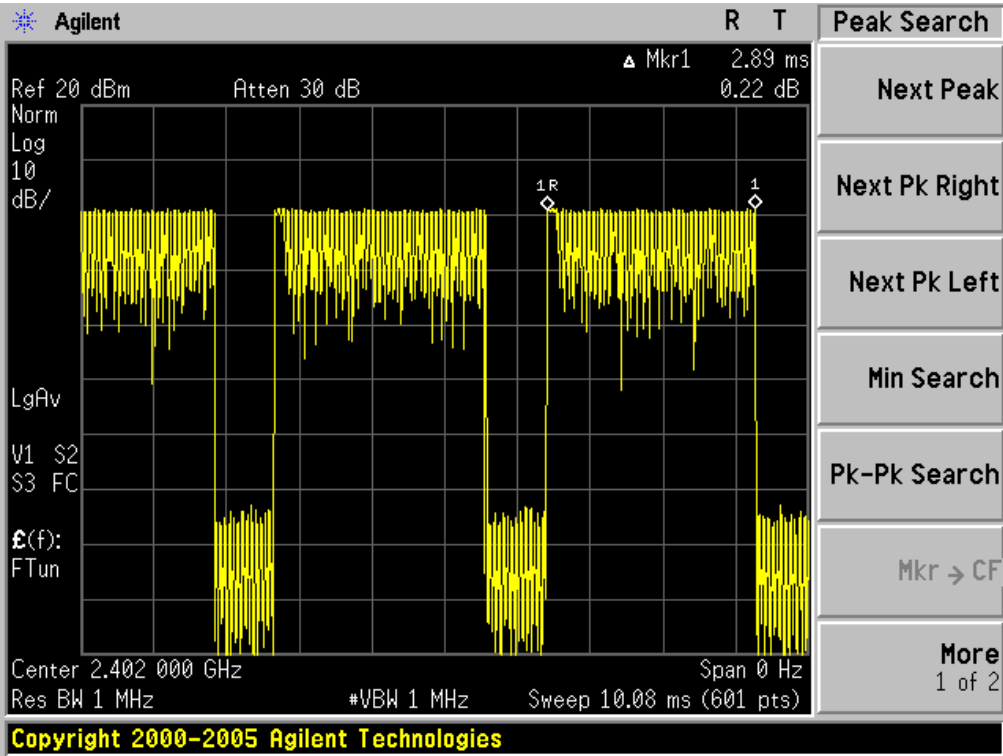 Agilent R T
Peak Search
Δ Mkr1 2.89 ms
Ref 20 dBm Atten 30 dB 0.22 dB
Norm
Log
10
dB/
1R 1
LgAv
V1 S2
S3 FC
£(f):
FTun
Center 2.402 000 GHz Span 0 Hz
Res BW 1 MHz #VBW 1 MHz Sweep 10.08 ms (601 pts)
Copyright 2000-2005 Agilent Technologies
Next Peak
Next Pk Right
Next Pk Left
Min Search
Pk-Pk Search
Mkr → CF
More
1 of 2